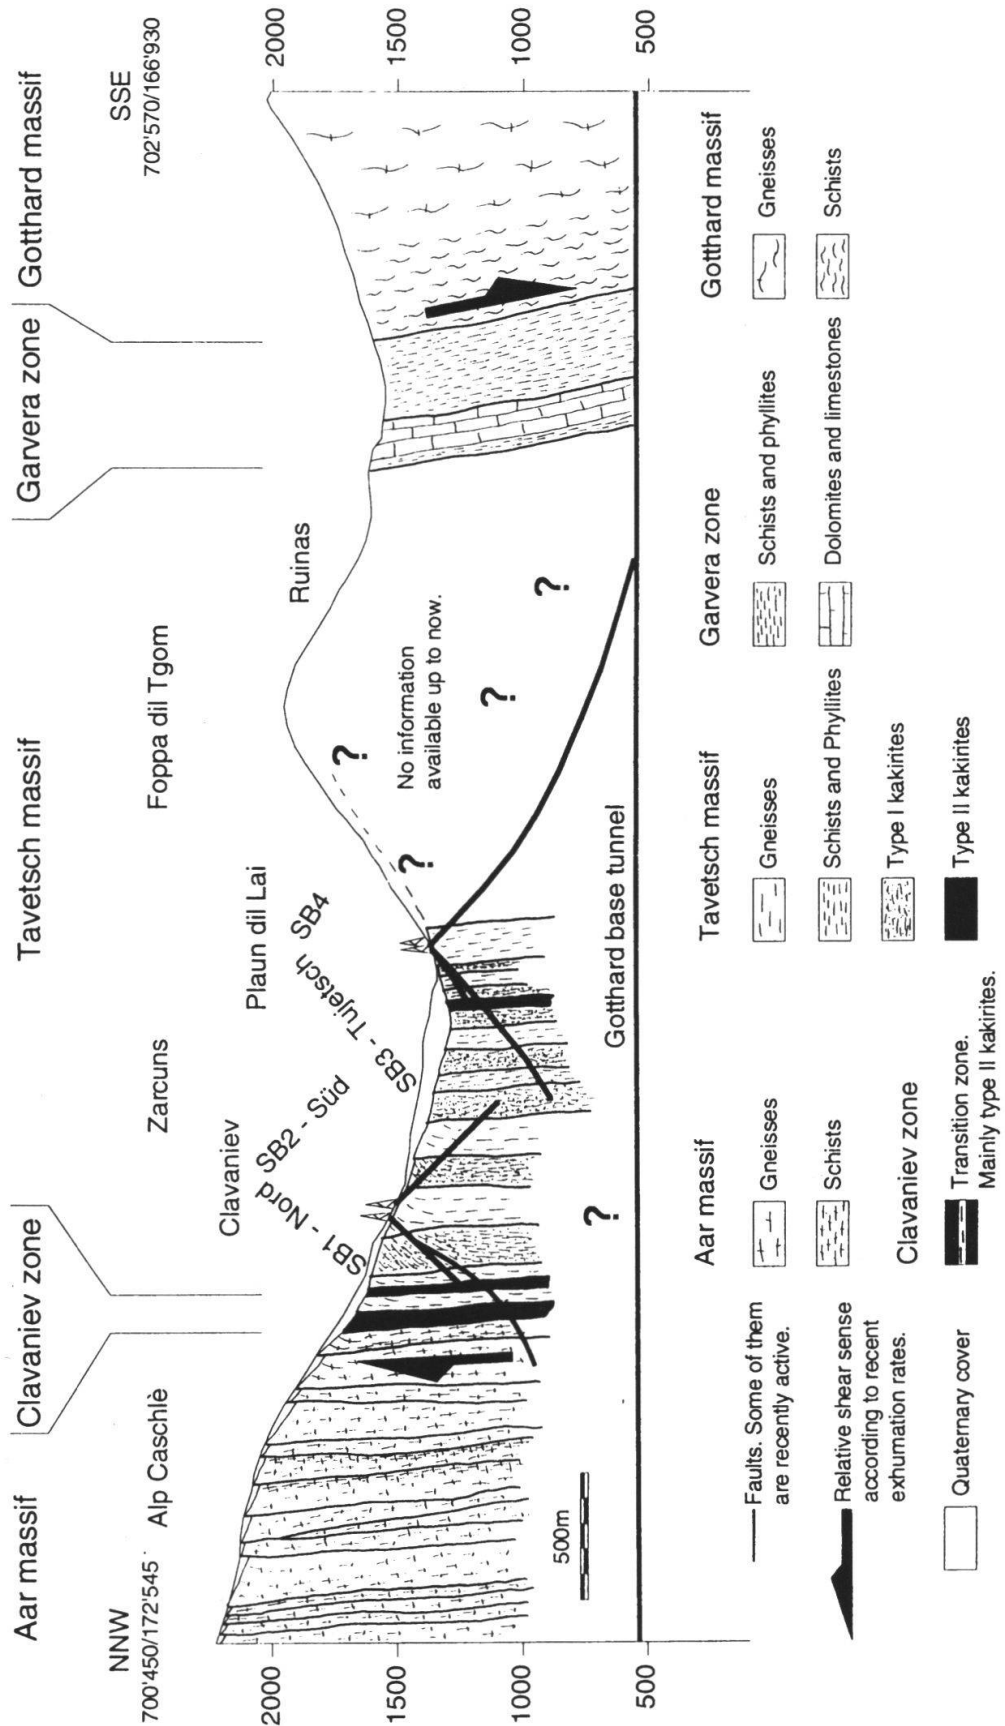 Aar massif
Clavaniev zone
Tavetsch massif
Garvera zone
Gotthard massif
NNW
700'450/172'545
Alp Caschlè
Zarcuns
Foppa dil Tgom
SSE
702'570/166'930
Clavaniev
Plaun dil Lai
Ruinas
SB1 - Nord
SB2 - Süd
SB3 - Tujetsch
SB4
2000
1500
1000
500
2000
1500
1000
500
?
?
?
?
?
No information
available up to now.
500m
Gotthard base tunnel
Faults. Some of them
are recently active.
Relative shear sense
according to recent
exhumation rates.
Quaternary cover
Aar massif
Gneisses
Schists
Clavaniev zone
Transition zone.
Mainly type II kakirites.
Tavetsch massif
Gneisses
Schists and Phyllites
Type I kakirites
Type II kakirites
Garvera zone
Schists and phyllites
Dolomites and limestones
Gotthard massif
Gneisses
Schists